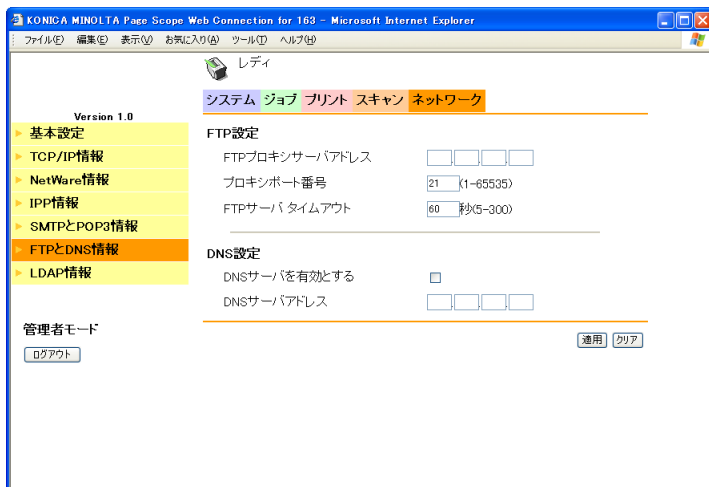 KONICA MINOLTA Page Scope Web Connection for 163 - Microsoft Internet Explorer
ファイル(F) 編集(E) 表示(V) お気に入り(A) ツール(T) ヘルプ(H)
レディ
システム ジョブ プリント スキャン ネットワーク
Version 1.0
基本設定
TCP/IP情報
NetWare情報
IPP情報
SMTPとPOP3情報
FTPとDNS情報
LDAP情報
管理者モード
ログアウト
FTP設定
FTPプロキシサーバアドレス . . .
プロキシポート番号 21 (1-65535)
FTPサーバ タイムアウト 60 秒(5-300)
DNS設定
DNSサーバを有効とする
DNSサーバアドレス . . .
適用 クリア